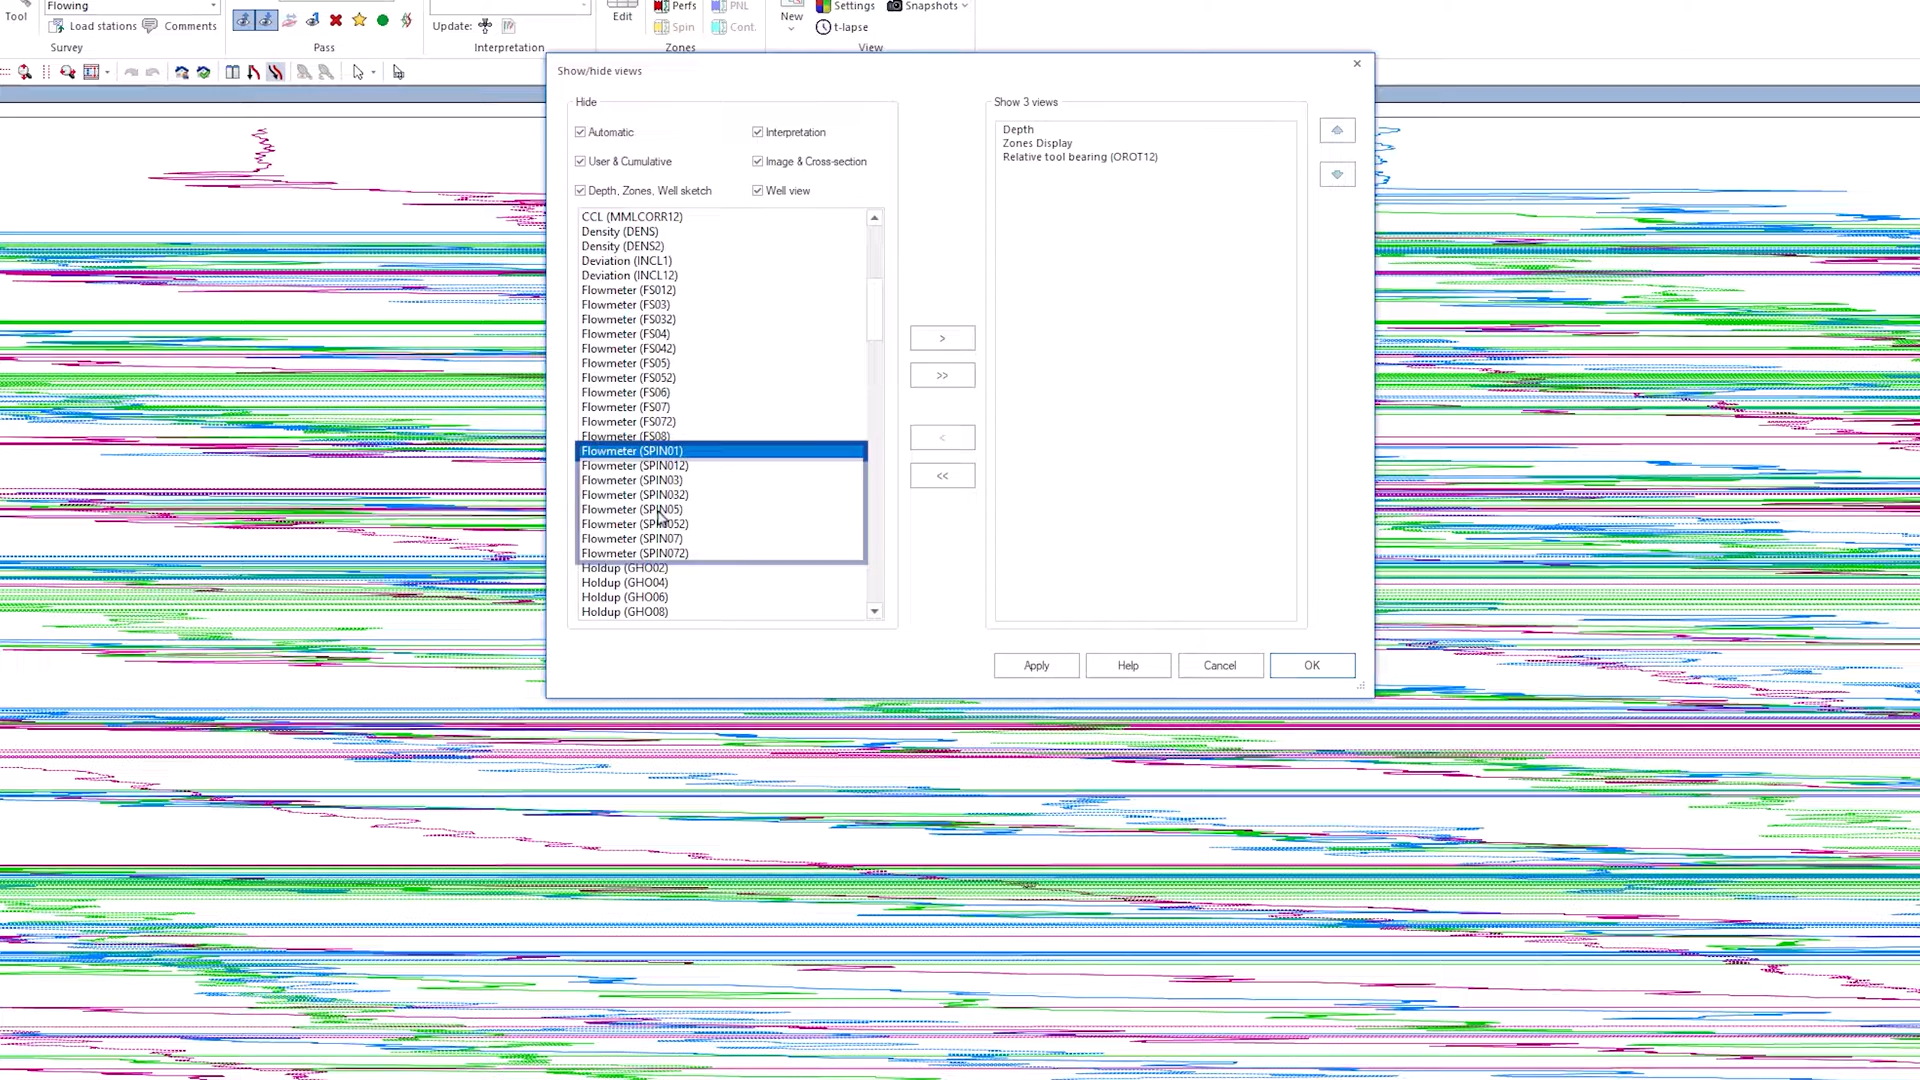 Flowing
Tool
Load stations
Comments
Survey
Pass
Update:
Interpretation
Edit
Perfs
PNL
Spin
Cont.
Zones
New
Settings
Snapshots
t-lapse
View
Show/hide views
Hide
Automatic
Interpretation
User & Cumulative
Image & Cross-section
Depth, Zones, Well sketch
Well view
CCL (MMLCORR12)
Density (DENS)
Density (DENS2)
Deviation (INCL1)
Deviation (INCL12)
Flowmeter (FS012)
Flowmeter (FS03)
Flowmeter (FS032)
Flowmeter (FS04)
Flowmeter (FS042)
Flowmeter (FS05)
Flowmeter (FS052)
Flowmeter (FS06)
Flowmeter (FS07)
Flowmeter (FS072)
Flowmeter (FS08)
Flowmeter (SPIN01)
Flowmeter (SPIN012)
Flowmeter (SPIN03)
Flowmeter (SPIN032)
Flowmeter (SPIN05)
Flowmeter (SPIN052)
Flowmeter (SPIN07)
Flowmeter (SPIN072)
Holdup (GHO02)
Holdup (GHO04)
Holdup (GHO06)
Holdup (GHO08)
>
>>
<
<<
Show 3 views
Depth
Zones Display
Relative tool bearing (OROT12)
Apply
Help
Cancel
OK